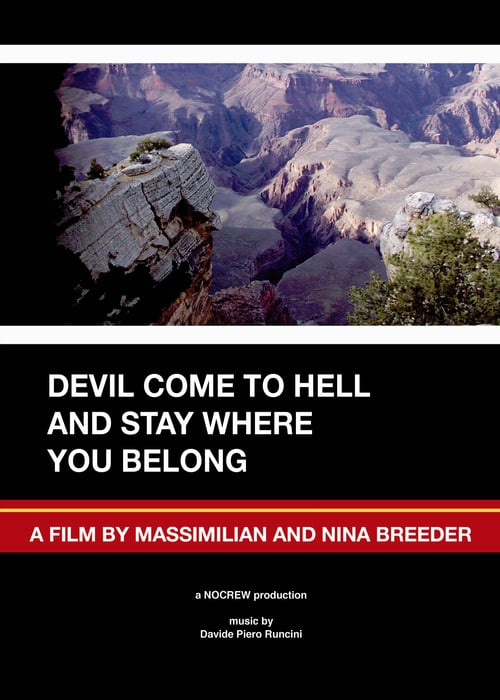 DEVIL COME TO HELL
AND STAY WHERE
YOU BELONG
A FILM BY MASSIMILIAN AND NINA BREEDER
a NOCREW production
music by
Davide Piero Runcini